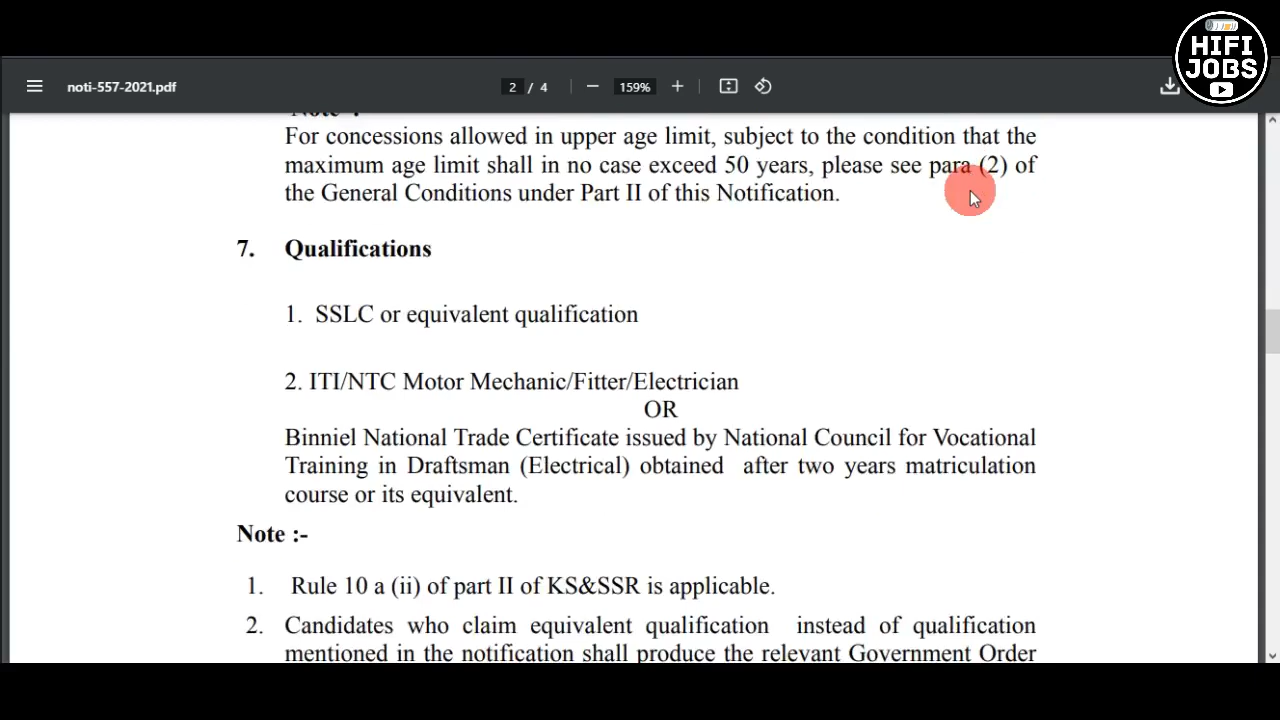 HIFI
JOBS
noti-557-2021.pdf
2 / 4
159%
Note :
For concessions allowed in upper age limit, subject to the condition that the
maximum age limit shall in no case exceed 50 years, please see para (2) of
the General Conditions under Part II of this Notification.
7. Qualifications
1. SSLC or equivalent qualification
2. ITI/NTC Motor Mechanic/Fitter/Electrician
OR
Binniel National Trade Certificate issued by National Council for Vocational
Training in Draftsman (Electrical) obtained after two years matriculation
course or its equivalent.
Note :-
1. Rule 10 a (ii) of part II of KS&SSR is applicable.
2. Candidates who claim equivalent qualification instead of qualification
mentioned in the notification shall produce the relevant Government Order